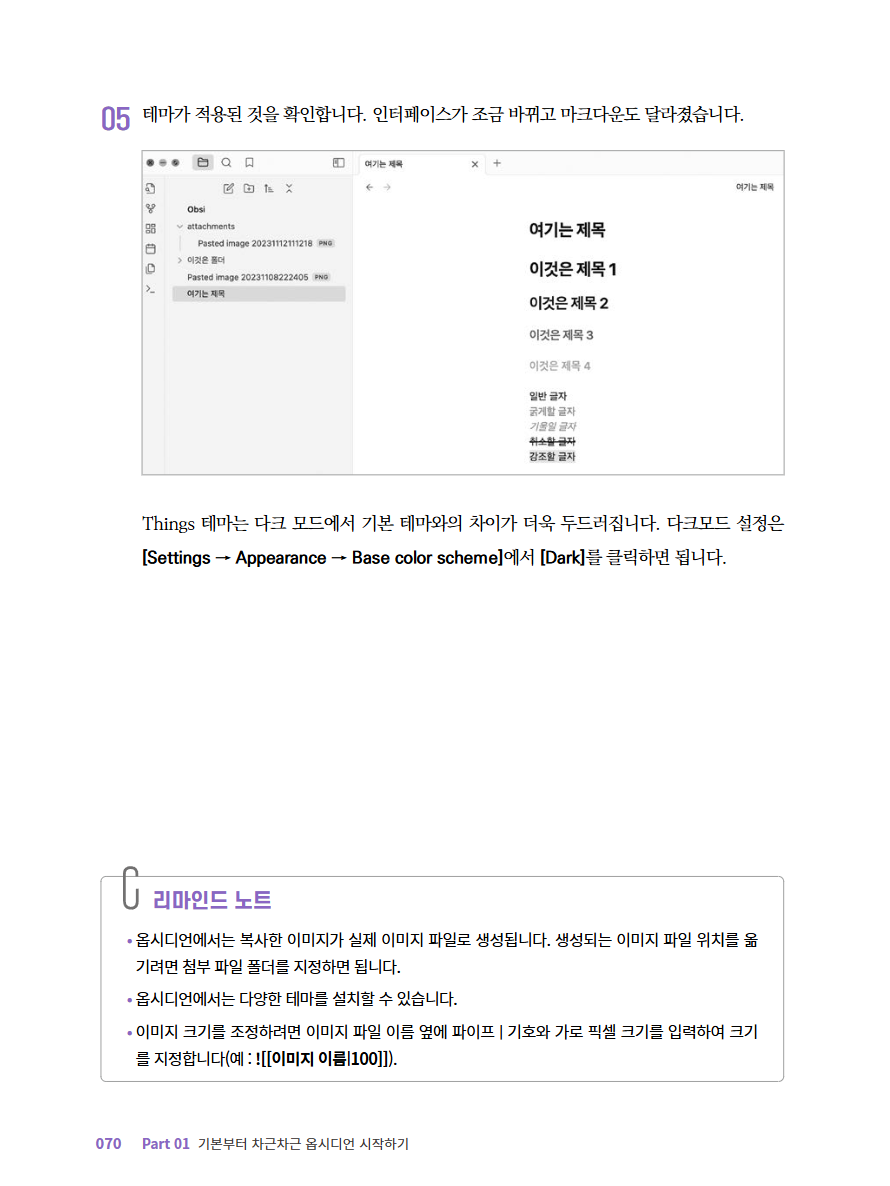 05 테마가 적용된 것을 확인합니다. 인터페이스가 조금 바뀌고 마크다운도 달라졌습니다.
여기는 제목
여기는 제목
Obsi
attachments
Pasted image 20231112111218 PNG
이것은 폴더
Pasted image 20231108222405 PNG
여기는 제목
여기는 제목
이것은 제목 1
이것은 제목 2
이것은 제목 3
이것은 제목 4
일반 글자
굵게할 글자
기울일 글자
취소할 글자
강조할 글자
Things 테마는 다크 모드에서 기본 테마와의 차이가 더욱 두드러집니다. 다크모드 설정은
[Settings → Appearance → Base color scheme]에서 [Dark]를 클릭하면 됩니다.
리마인드 노트
• 옵시디언에서는 복사한 이미지가 실제 이미지 파일로 생성됩니다. 생성되는 이미지 파일 위치를 옮
기려면 첨부 파일 폴더를 지정하면 됩니다.
• 옵시디언에서는 다양한 테마를 설치할 수 있습니다.
• 이미지 크기를 조정하려면 이미지 파일 이름 옆에 파이프 | 기호와 가로 픽셀 크기를 입력하여 크기
를 지정합니다(예 : ![[이미지 이름|100]]).
070 Part 01 기본부터 차근차근 옵시디언 시작하기